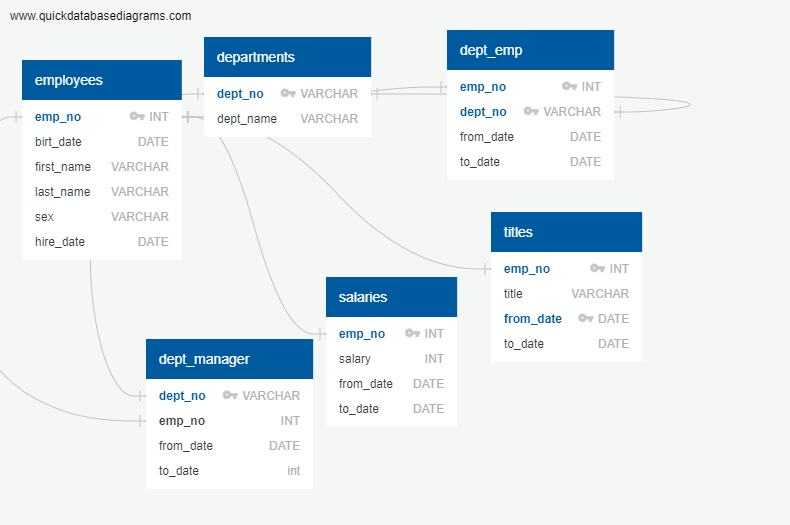 www.quickdatabasediagrams.com
employees
emp_no INT
birt_date DATE
first_name VARCHAR
last_name VARCHAR
sex VARCHAR
hire_date DATE
departments
dept_no VARCHAR
dept_name VARCHAR
dept_emp
emp_no INT
dept_no VARCHAR
from_date DATE
to_date DATE
titles
emp_no INT
title VARCHAR
from_date DATE
to_date DATE
salaries
emp_no INT
salary INT
from_date DATE
to_date DATE
dept_manager
dept_no VARCHAR
emp_no INT
from_date DATE
to_date int